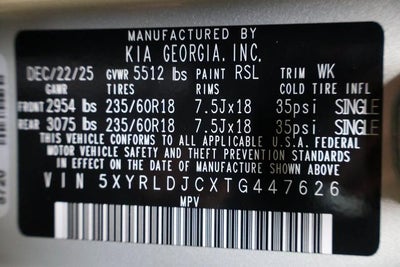 MANUFACTURED BY
KIA GEORGIA, INC.
DEC/22/25 GVWR 5512 lbs PAINT RSL TRIM WK
GAWR TIRES RIMS COLD TIRE INFL
FRONT 2954 lbs 235/60R18 7.5Jx18 35psi SINGLE
REAR 3075 lbs 235/60R18 7.5Jx18 35psi SINGLE
THIS VEHICLE CONFORMS TO ALL APPLICABLE U.S.A. FEDERAL
MOTOR VEHICLE SAFETY AND THEFT PREVENTION STANDARDS
IN EFFECT ON THE DATE OF MANUFACTURE SHOWN ABOVE
VIN 5XYRLDJCXTG447626
MPV